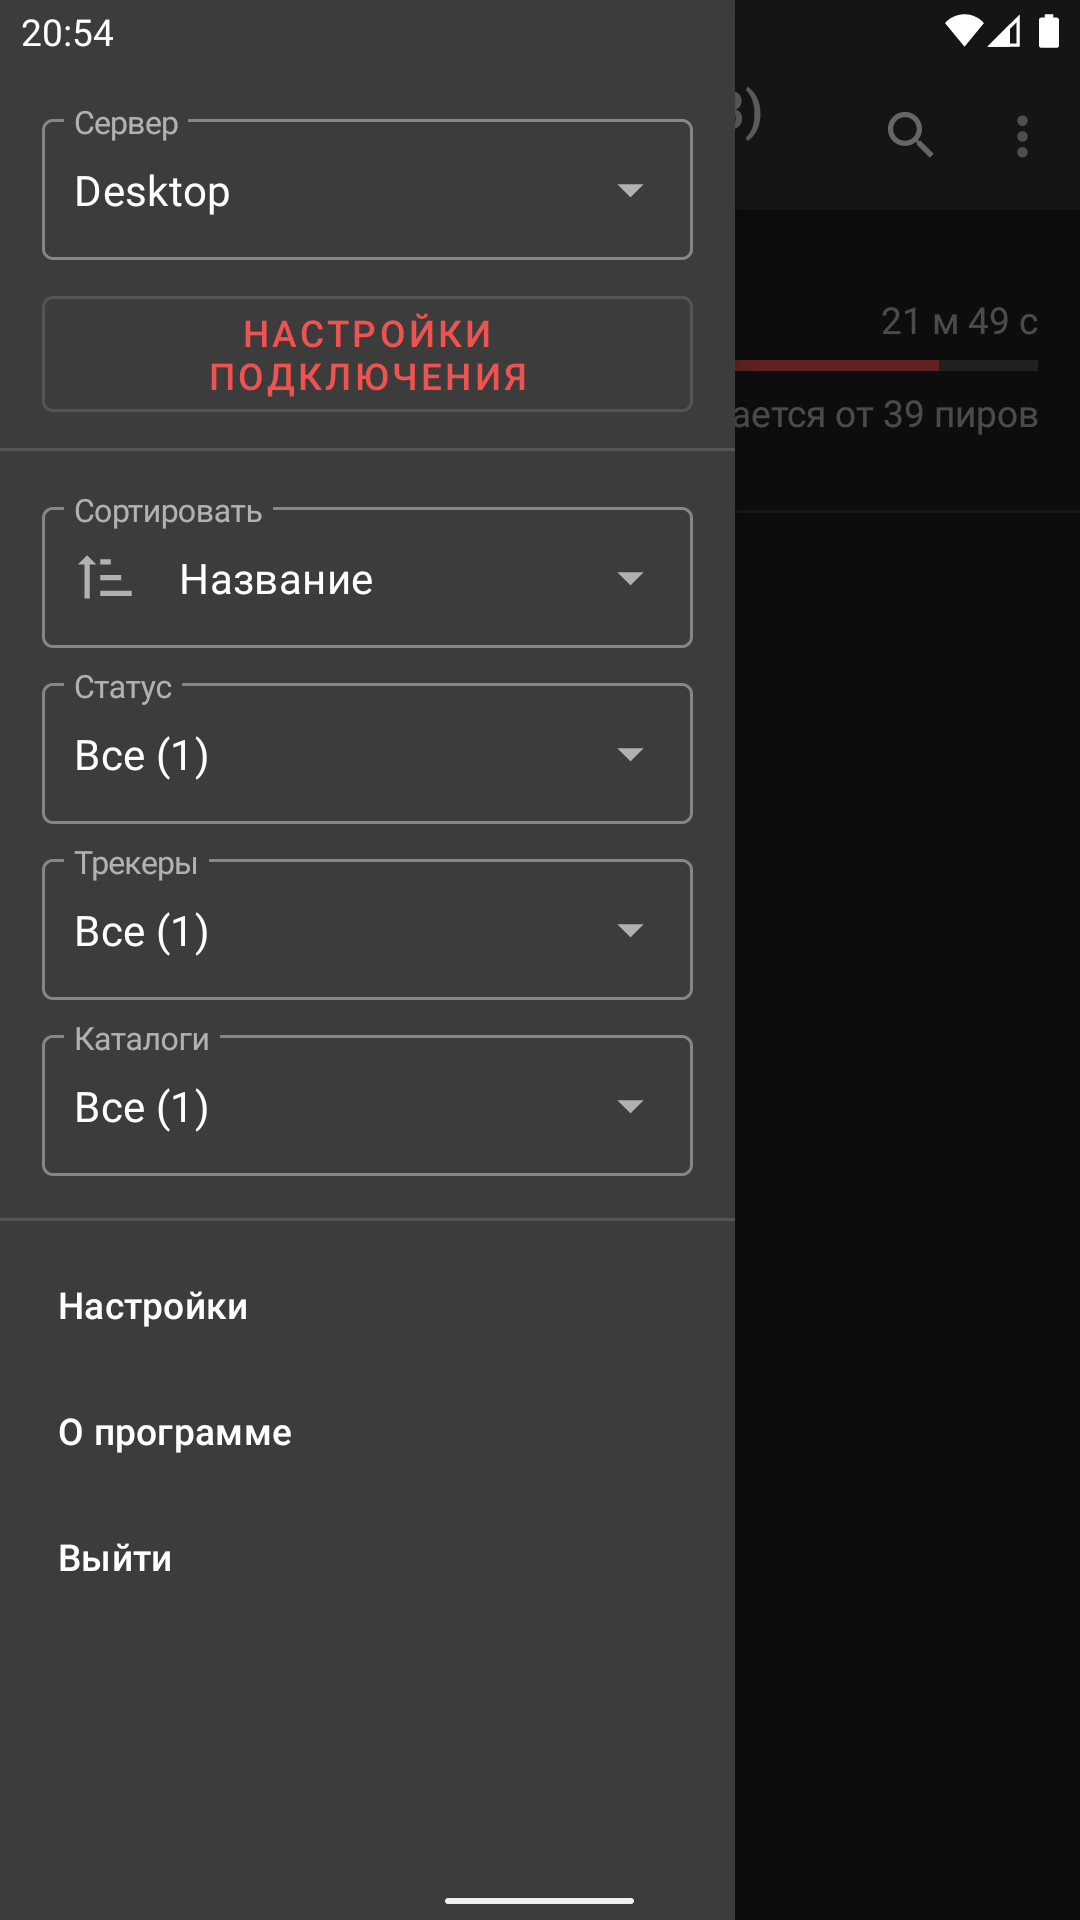 20:54
Сервер
Desktop
НАСТРОЙКИ
ПОДКЛЮЧЕНИЯ
21 м 49 с
от 39 пиров
Сортировать
Название
Статус
Все (1)
Трекеры
Все (1)
Каталоги
Все (1)
Настройки
О программе
Выйти